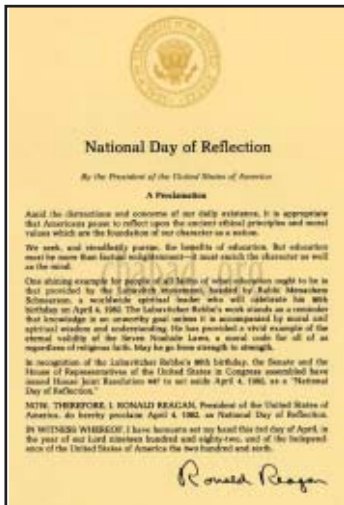 National Day of Reflection
By the President of the United States of America
A Proclamation
Amid the distractions and concerns of our daily existence, it is appropriate
that Americans pause to reflect upon the ancient ethical principles and moral
values which are the foundation of our character as a nation.
We seek, and steadfastly pursue, the benefits of education. But education
must be more than factual enlightenment—it must enrich the character as well
as the mind.
One shining example for people of all faiths of what education ought to be is
that provided by the Lubavitch movement, headed by Rabbi Menachem
Schneerson, a worldwide spiritual leader who will celebrate his 80th
birthday on April 4, 1982. The Lubavitcher Rebbe's work stands as a reminder
that knowledge is an unworthy goal unless it is accompanied by moral and
spiritual wisdom and understanding. He has provided a vivid example of the
eternal validity of the Seven Noahide Laws, a moral code for all of us
regardless of religious faith. May he go from strength to strength.
In recognition of the Lubavitcher Rebbe's 80th birthday, the Senate and the
House of Representatives of the United States in Congress assembled have
issued House Joint Resolution 447 to set aside April 4, 1982, as a "National
Day of Reflection."
NOW, THEREFORE, I, RONALD REAGAN, President of the United States of
America, do hereby proclaim April 4, 1982, as National Day of Reflection.
IN WITNESS WHEREOF, I have hereunto set my hand this 3rd day of April, in
the year of our Lord nineteen hundred and eighty-two, and of the Independ-
ence of the United States of America the two hundred and sixth.
Ronald Reagan
chabad.org